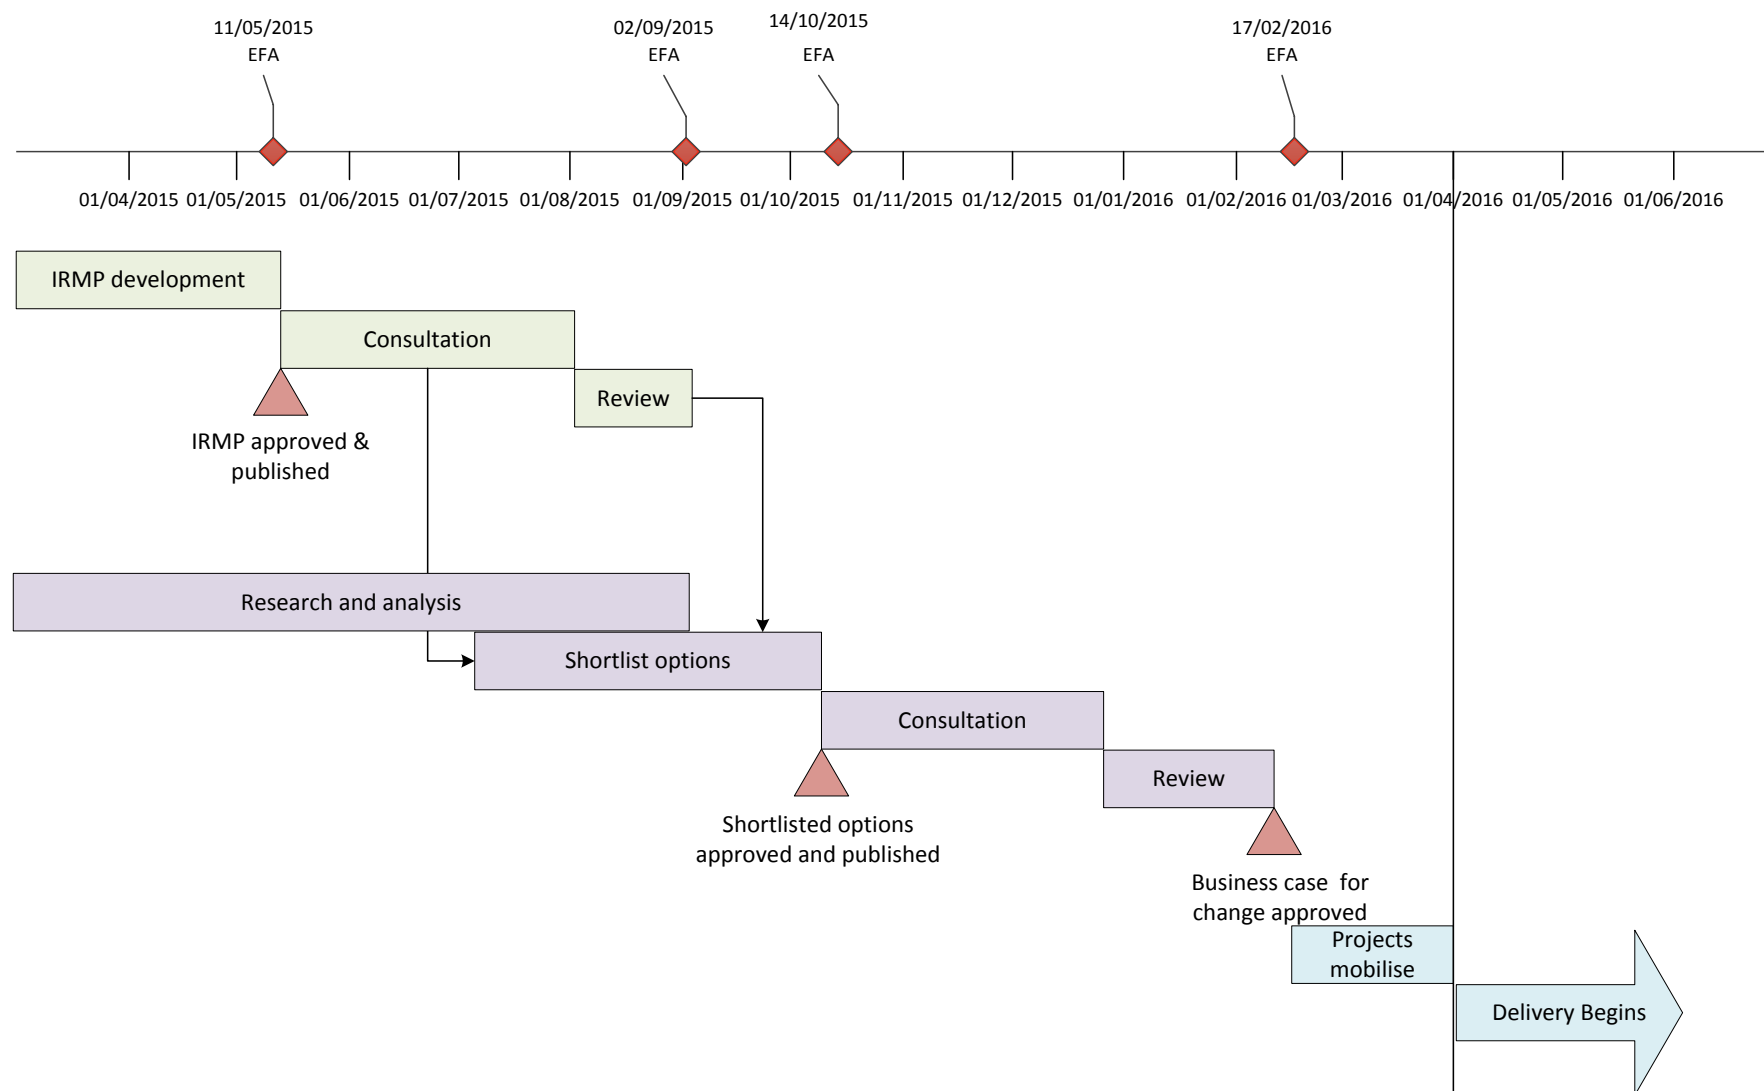 11/05/2015
EFA
02/09/2015
EFA
14/10/2015
EFA
17/02/2016
EFA
01/04/2015
01/05/2015
01/06/2015
01/07/2015
01/08/2015
01/09/2015
01/10/2015
01/11/2015
01/12/2015
01/01/2016
01/02/2016
01/03/2016
01/04/2016
01/05/2016
01/06/2016
IRMP development
Consultation
Review
IRMP approved &
published
Research and analysis
Shortlist options
Consultation
Review
Shortlisted options
approved and published
Business case  for
change approved
Projects
mobilise
Delivery Begins